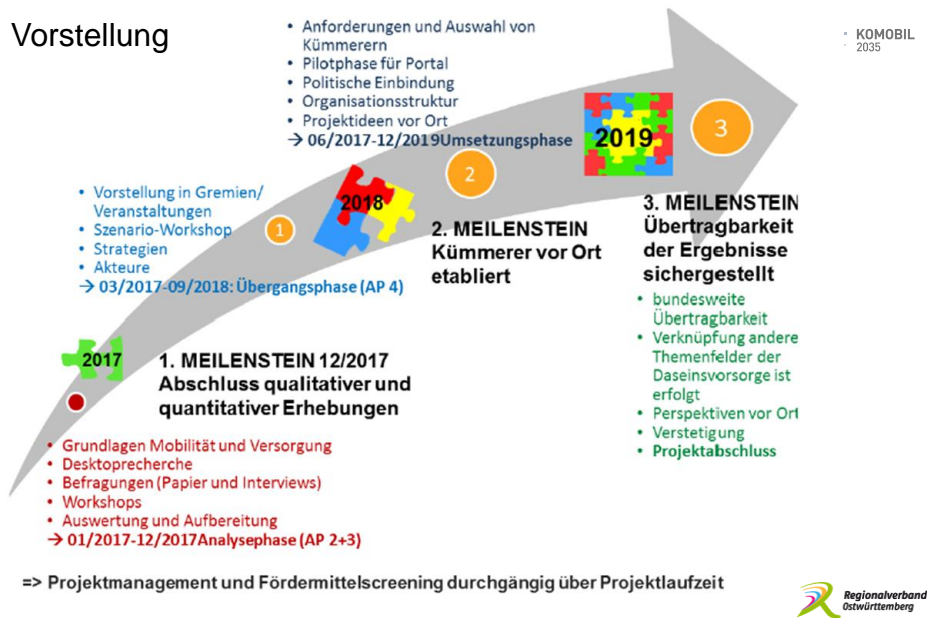 Vorstellung
KOMOBIL
2035
• Anforderungen und Auswahl von
Kümmerern
• Pilotphase für Portal
• Politische Einbindung
• Organisationsstruktur
• Projektideen vor Ort
→ 06/2017-12/2019Umsetzungsphase
2019
3
2
2018
1
• Vorstellung in Gremien/
Veranstaltungen
• Szenario-Workshop
• Strategien
• Akteure
→ 03/2017-09/2018: Übergangsphase (AP 4)
2. MEILENSTEIN
Kümmerer vor Ort
etabliert
3. MEILENSTEIN
Übertragbarkeit
der Ergebnisse
sichergestellt
• bundesweite
Übertragbarkeit
• Verknüpfung andere
Themenfelder der
Daseinsvorsorge ist
erfolgt
• Perspektiven vor Ort
• Verstetigung
• Projektabschluss
2017
1. MEILENSTEIN 12/2017
Abschluss qualitativer und
quantitativer Erhebungen
• Grundlagen Mobilität und Versorgung
• Desktoprecherche
• Befragungen (Papier und Interviews)
• Workshops
• Auswertung und Aufbereitung
→ 01/2017-12/2017Analysephase (AP 2+3)
=> Projektmanagement und Fördermittelscreening durchgängig über Projektlaufzeit
Regionalverband
Ostwürttemberg